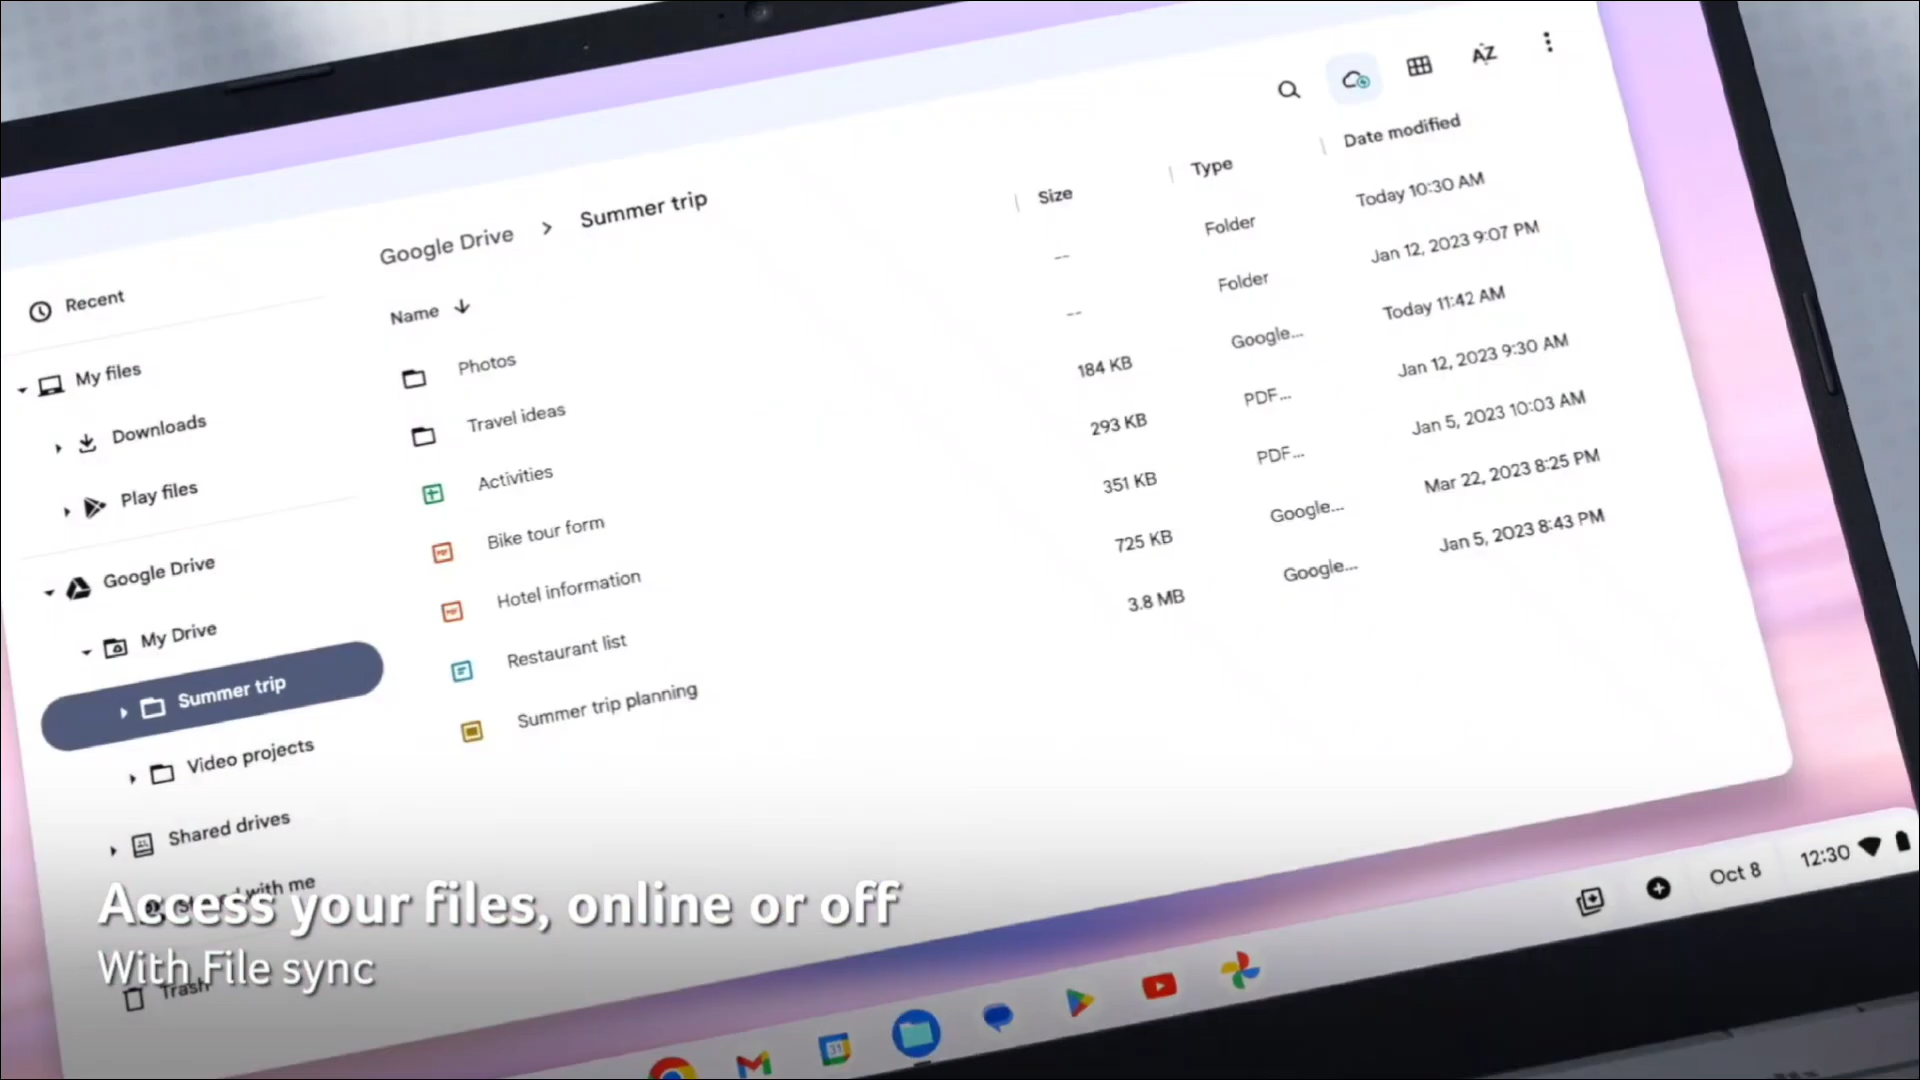 Google Drive > Summer trip
Name Size Type Date modified
Photos -- Folder Today 10:30 AM
Travel ideas -- Folder Jan 12, 2023 9:07 PM
Activities 184 KB Google... Today 11:42 AM
Bike tour form 293 KB PDF... Jan 12, 2023 9:30 AM
Hotel information 351 KB PDF... Jan 5, 2023 10:03 AM
Restaurant list 725 KB Google... Mar 22, 2023 8:25 PM
Summer trip planning 3.8 MB Google... Jan 5, 2023 8:43 PM
Recent
My files
Downloads
Play files
Google Drive
My Drive
Summer trip
Video projects
Shared drives
with me
Trash
Access your files, online or off
With File sync
Oct 8 12:30
31
AZ